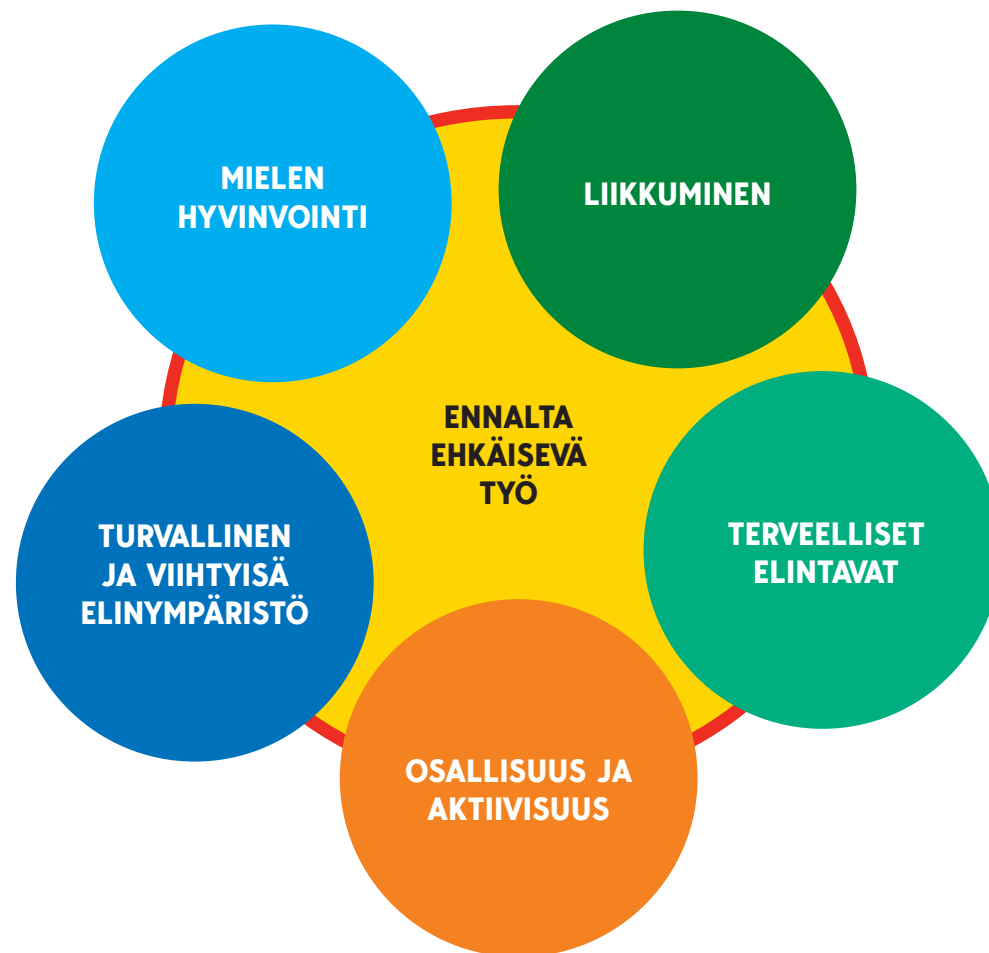 MIELEN
HYVINVOINTI
LIIKKUMINEN
ENNALTA
EHKÄISEVÄ
TYÖ
TURVALLINEN
JA VIIHTYISÄ
ELINYMPÄRISTÖ
TERVEELLISET
ELINTAVAT
OSALLISUUS JA
AKTIIVISUUS